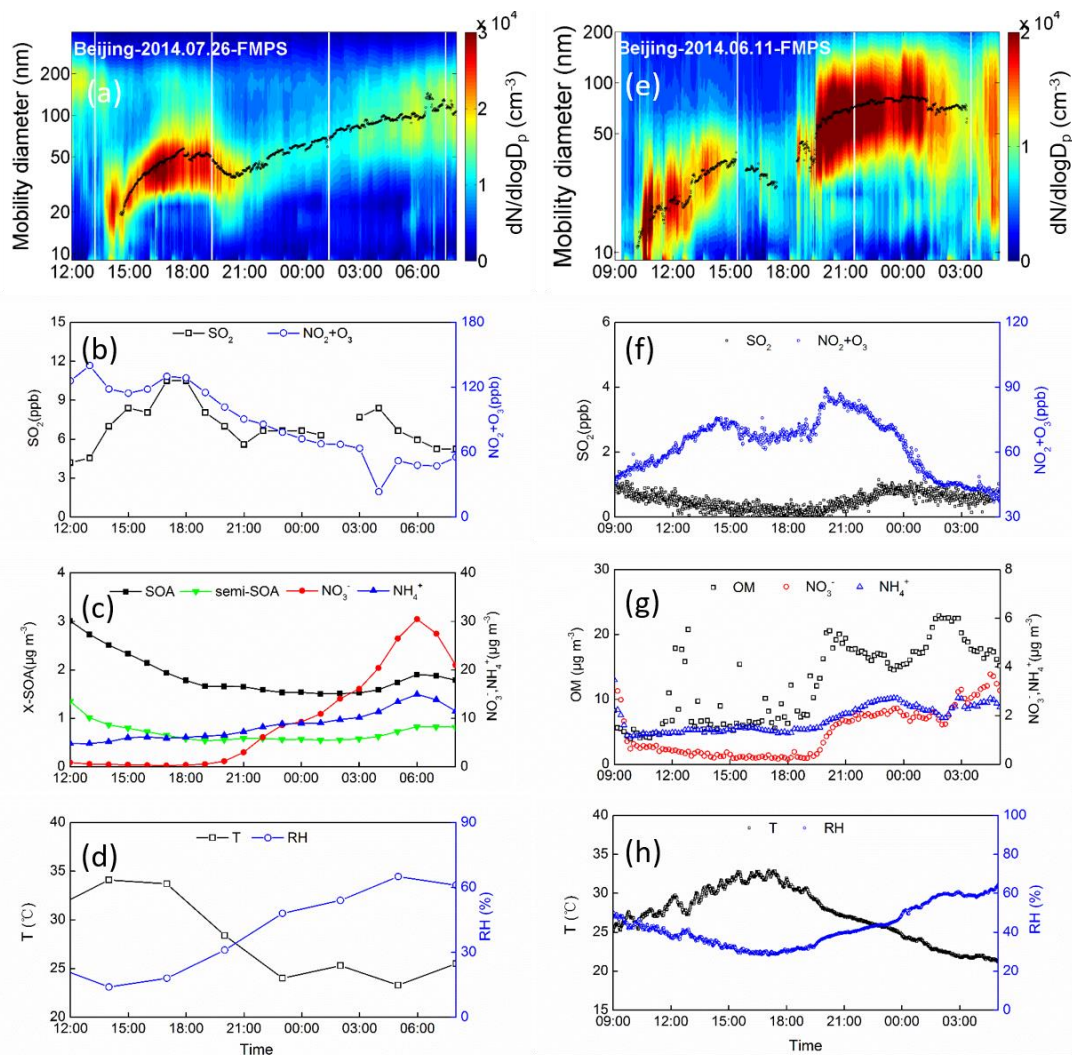 Beijing-2014.07.26-FMPS
(a)
Mobility diameter (nm)
200
100
50
20
10
12:00 15:00 18:00 21:00 00:00 03:00 06:00
x 10⁴
3
2
1
0
dN/dlogDₚ (cm⁻³)
Beijing-2014.06.11-FMPS
(e)
Mobility diameter (nm)
200
100
50
10
09:00 12:00 15:00 18:00 21:00 00:00 03:00
x 10⁴
2
1
0
dN/dlogDₚ (cm⁻³)
(b)
SO₂ NO₂+O₃
SO₂(ppb)
15
12
9
6
3
0
12:00 15:00 18:00 21:00 00:00 03:00 06:00
180
120
60
0
NO₂+O₃(ppb)
(f)
SO₂ NO₂+O₃
SO₂(ppb)
6
4
2
0
09:00 12:00 15:00 18:00 21:00 00:00 03:00
120
90
60
30
NO₂+O₃(ppb)
(c)
SOA semi-SOA NO₃⁻ NH₄⁺
X-SOA(μg m⁻³)
4
3
2
1
0
12:00 15:00 18:00 21:00 00:00 03:00 06:00
40
30
20
10
0
NO₃⁻,NH₄⁺(μg m⁻³)
(g)
OM NO₃⁻ NH₄⁺
OM (μg m⁻³)
30
20
10
0
09:00 12:00 15:00 18:00 21:00 00:00 03:00
8
6
4
2
0
NO₃⁻,NH₄⁺(μg m⁻³)
(d)
T RH
T (℃)
40
35
30
25
20
15
12:00 15:00 18:00 21:00 00:00 03:00 06:00
90
60
30
0
RH (%)
Time
(h)
T RH
T (℃)
40
35
30
25
20
15
09:00 12:00 15:00 18:00 21:00 00:00 03:00
100
80
60
40
20
0
RH (%)
Time